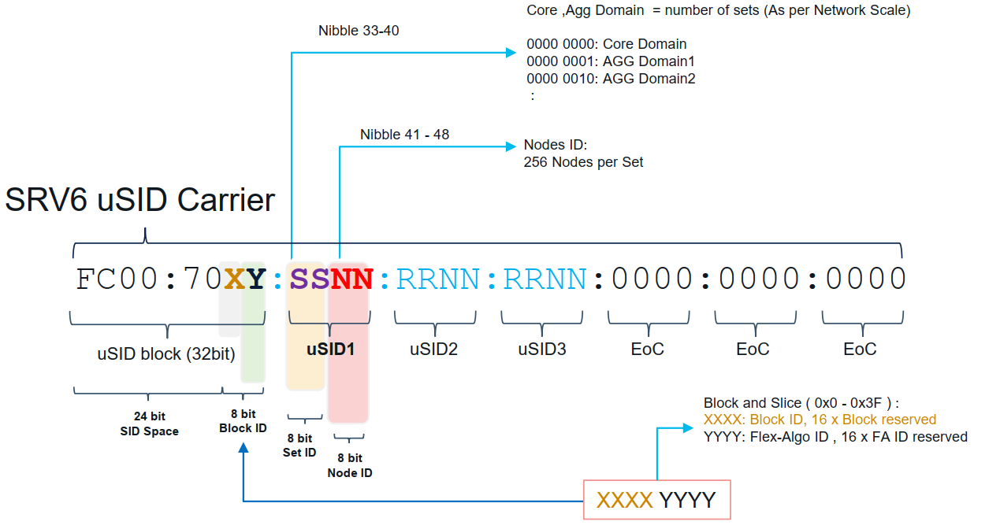 Core ,Agg Domain = number of sets (As per Network Scale)
Nibble 33-40
0000 0000: Core Domain
0000 0001: AGG Domain1
0000 0010: AGG Domain2
:
Nibble 41 - 48
Nodes ID:
256 Nodes per Set
SRV6 uSID Carrier
FC00:70XY:SSNN:RRNN:RRNN:0000:0000:0000
uSID block (32bit)
uSID1
uSID2
uSID3
EoC
EoC
EoC
24 bit
SID Space
8 bit
Block ID
8 bit
Set ID
8 bit
Node ID
Block and Slice ( 0x0 - 0x3F ) :
XXXX: Block ID, 16 x Block reserved
YYYY: Flex-Algo ID , 16 x FA ID reserved
XXXX YYYY